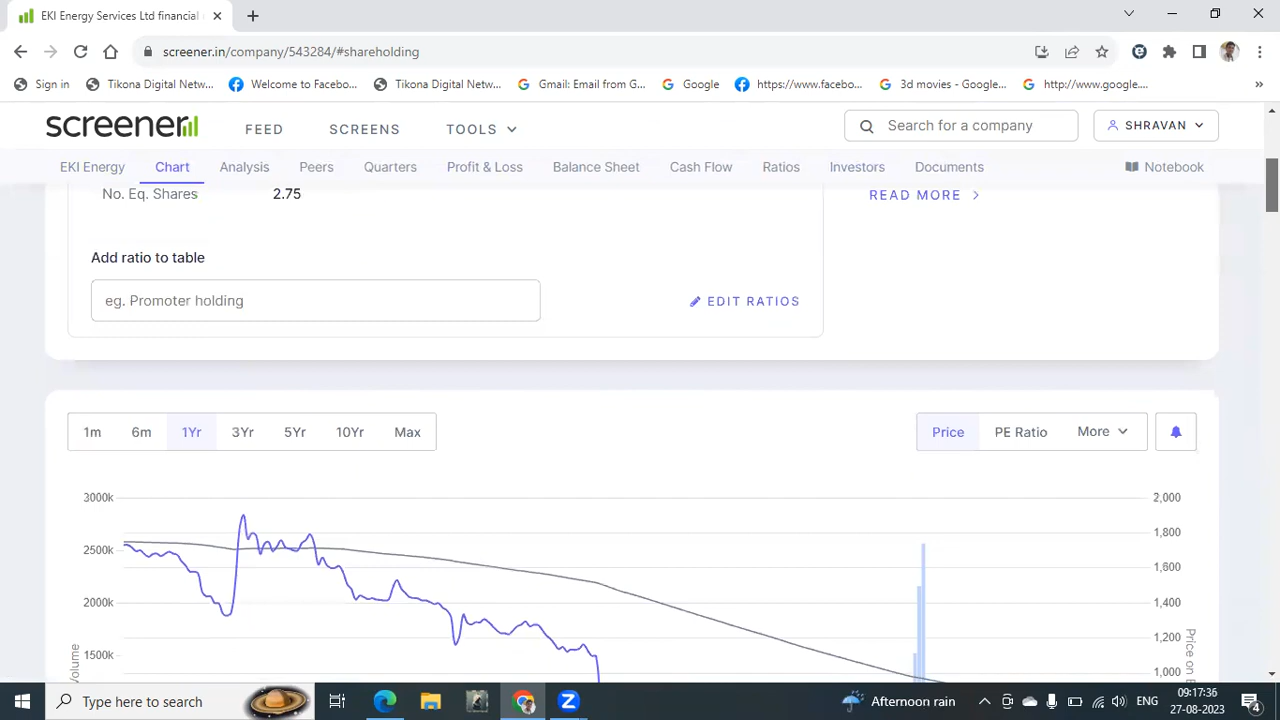 EKI Energy Services Ltd financial
screener.in/company/543284/#shareholding
Sign in
Tikona Digital Netw...
Welcome to Facebo...
Tikona Digital Netw...
Gmail: Email from G...
Google
https://www.facebo...
3d movies - Google...
http://www.google....
screener
FEED
SCREENS
TOOLS
Search for a company
SHRAVAN
EKI Energy
Chart
Analysis
Peers
Quarters
Profit & Loss
Balance Sheet
Cash Flow
Ratios
Investors
Documents
Notebook
No. Eq. Shares 2.75
READ MORE
Add ratio to table
eg. Promoter holding
EDIT RATIOS
1m 6m 1Yr 3Yr 5Yr 10Yr Max
Price PE Ratio More
3000k
2500k
2000k
1500k
Volume
2,000
1,800
1,600
1,400
1,200
1,000
Price on
Type here to search
Afternoon rain
ENG
09:17:36
27-08-2023
4